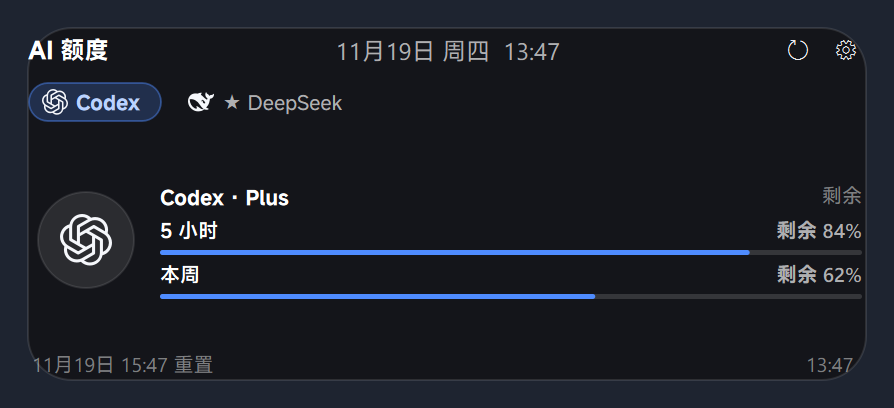 AI 额度 11月19日 周四 13:47
Codex ★ DeepSeek
Codex · Plus 剩余
5 小时 剩余 84%
本周 剩余 62%
11月19日 15:47 重置 13:47